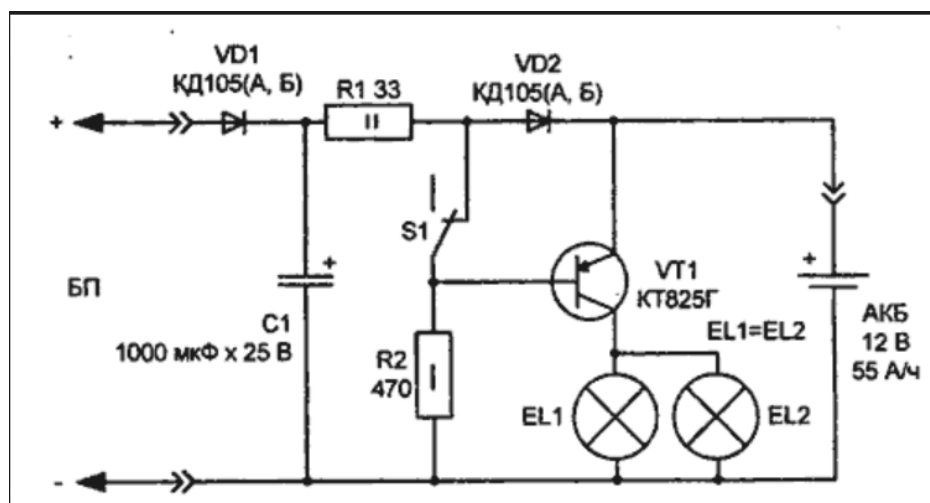 VD1
КД105(А, Б)
R1 33
VD2
КД105(А, Б)
+
S1
БП
+
C1
1000 мкФ х 25 В
R2
470
VT1
КТ825Г
EL1=EL2
EL1
EL2
+
АКБ
12 В
55 А/ч
-